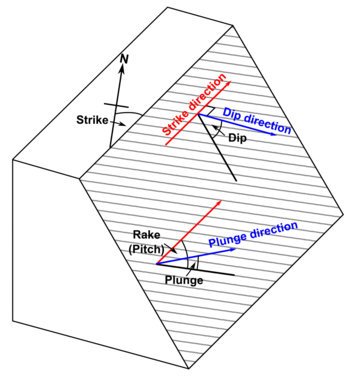 N
Strike
Strike direction
Dip direction
Dip
Rake
(Pitch)
Plunge direction
Plunge